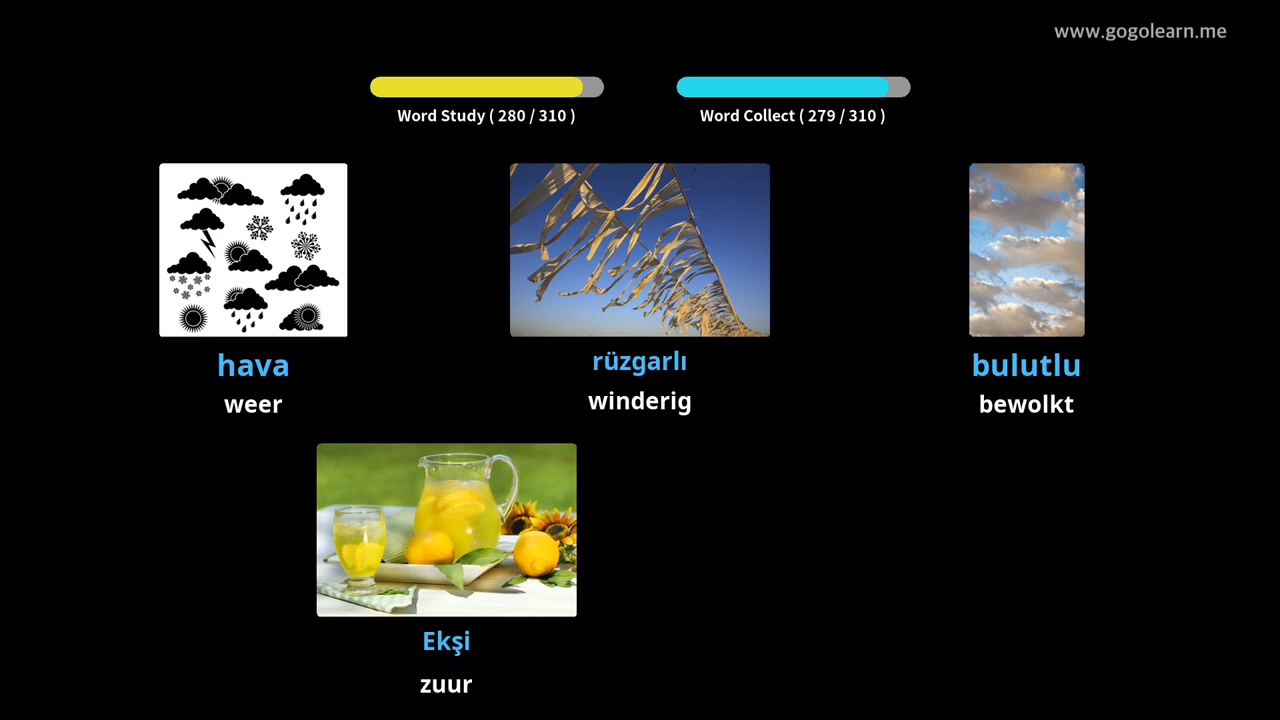 www.gogolearn.me
Word Study ( 280 / 310 )
Word Collect ( 279 / 310 )
hava
weer
rüzgarlı
winderig
bulutlu
bewolkt
Ekşi
zuur